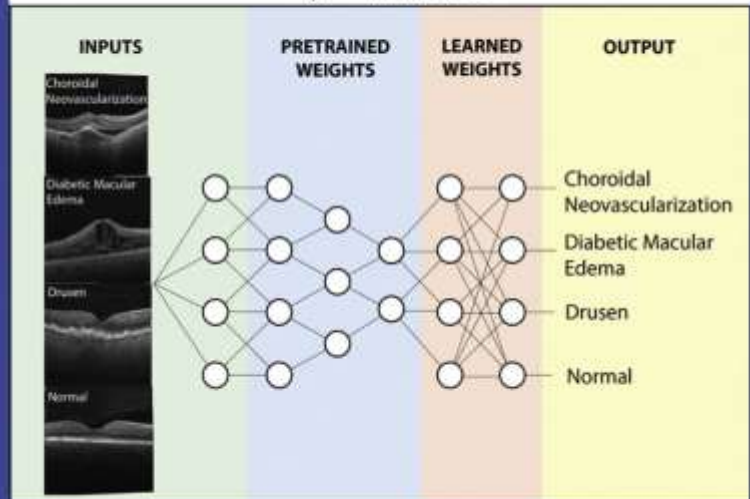 INPUTS
PRETRAINED
WEIGHTS
LEARNED
WEIGHTS
OUTPUT
Choroidal
Neovascularization
Diabetic Macular
Edema
Drusen
Normal
Choroidal
Neovascularization
Diabetic Macular
Edema
Drusen
Normal